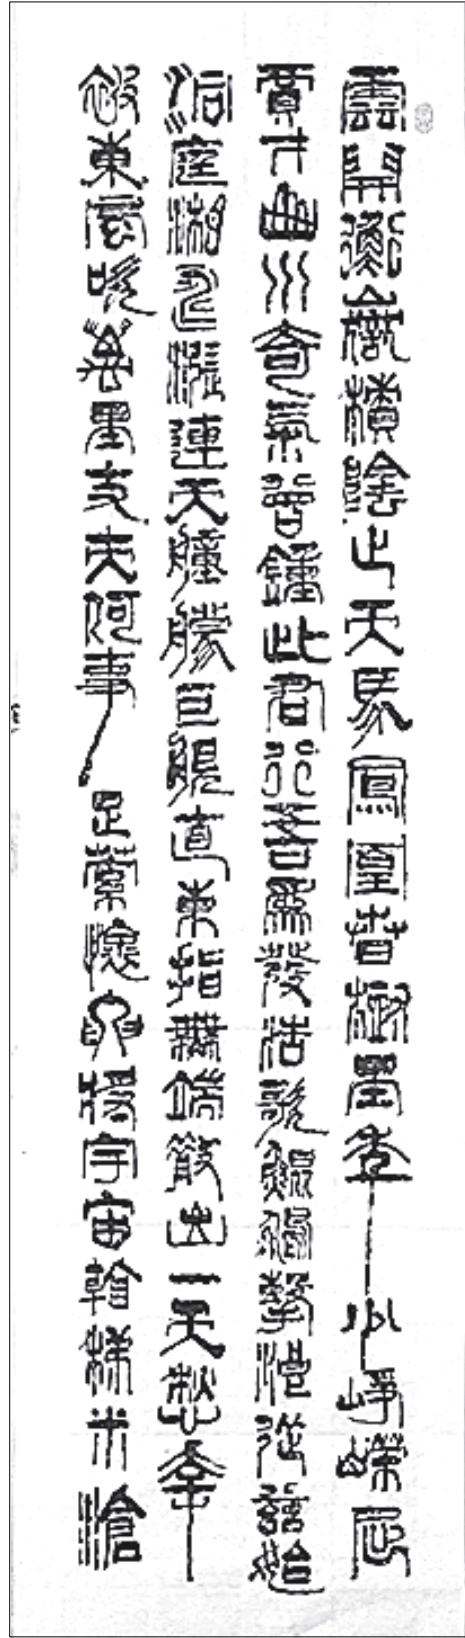 雲開衡嶽積陰止天馬鳳凰春樹里年少崢嶸屈
賈才山川奇氣曾鍾此君行吾為發浩歌鯤鵬擊浪從茲始
洞庭湘水漲連天艟艨巨艦直東指無端散出一天愁幸
被東風吹萬里丈夫何事足縈懷要將宇宙看稊米滄